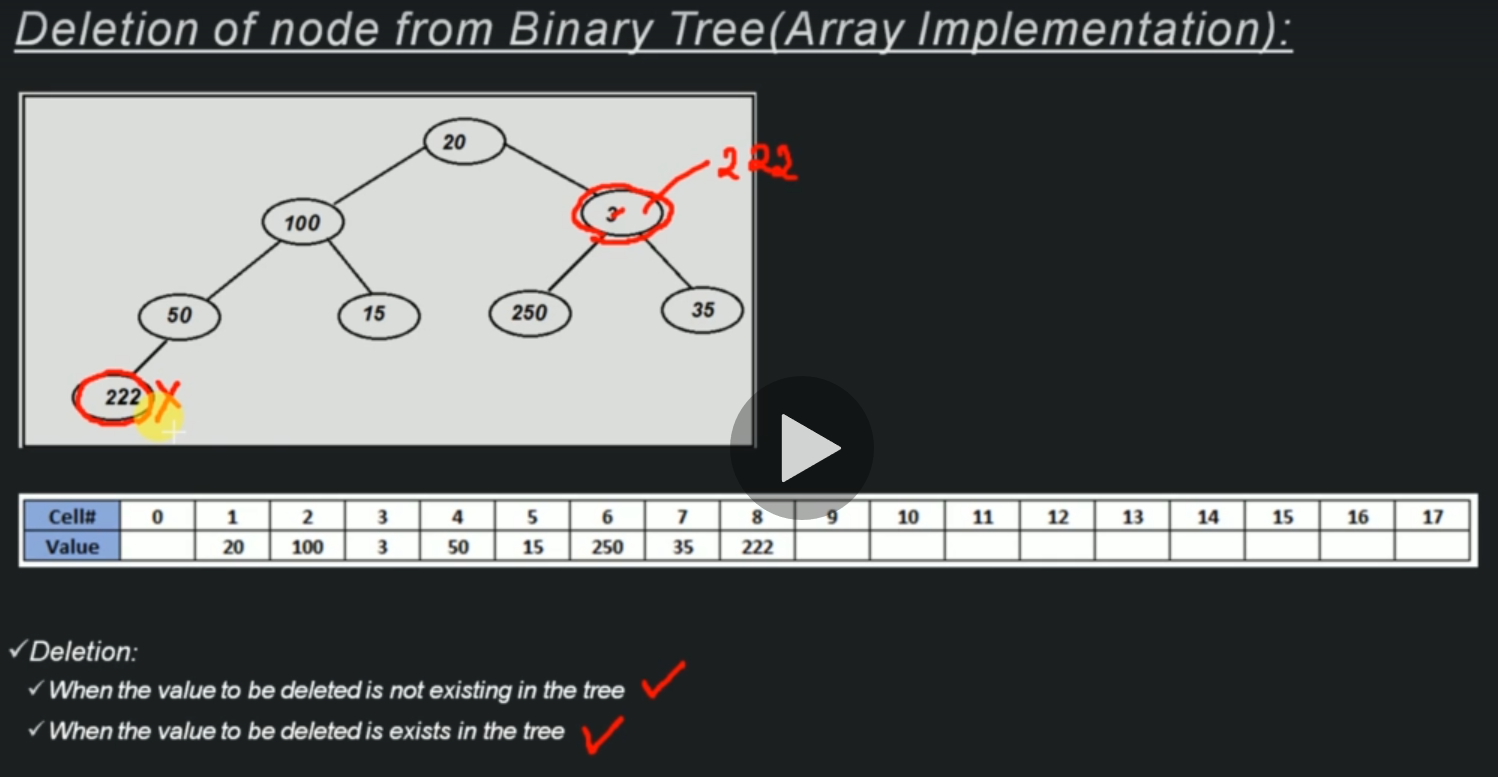 Deletion of node from Binary Tree(Array Implementation):
20
222
100
3
50
15
250
35
222 X
Cell# 0 1 2 3 4 5 6 7 8 9 10 11 12 13 14 15 16 17
Value 20 100 3 50 15 250 35 222
✓Deletion:
✓When the value to be deleted is not existing in the tree ✓
✓When the value to be deleted is exists in the tree ✓